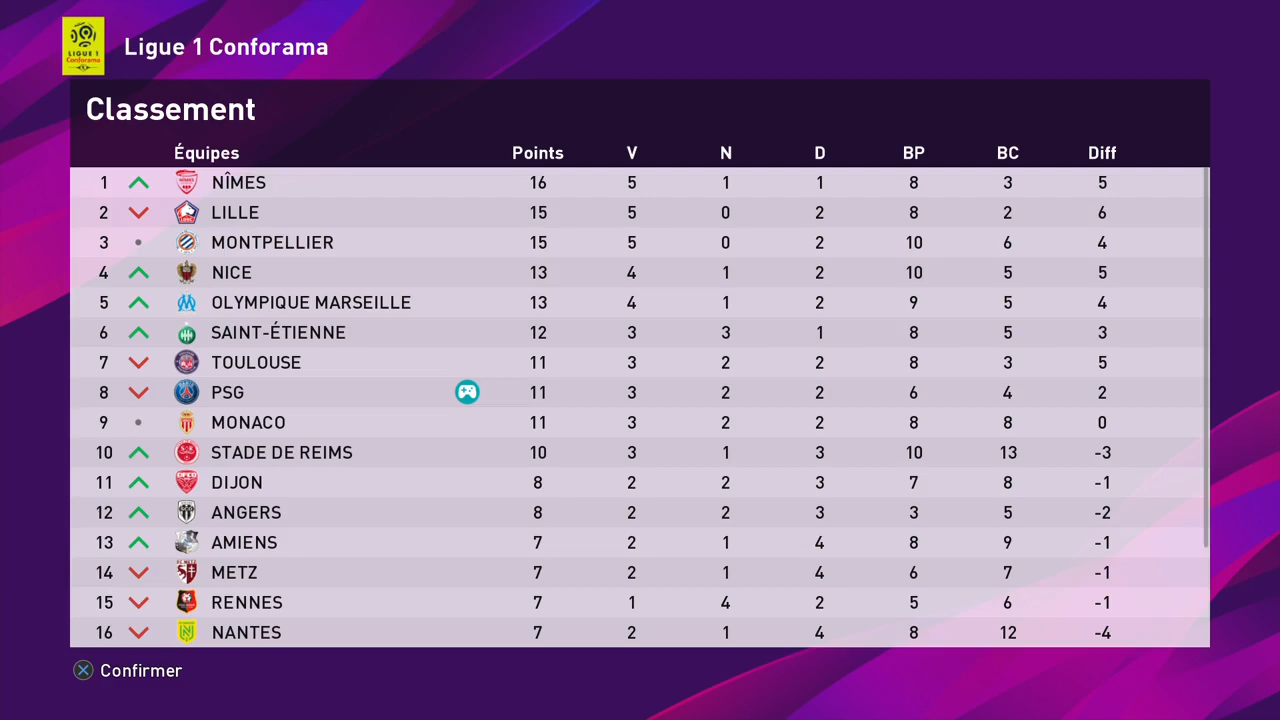 LIGUE 1
Conforama
Ligue 1 Conforama
Classement
Équipes Points V N D BP BC Diff
1 NÎMES 16 5 1 1 8 3 5
2 LILLE 15 5 0 2 8 2 6
3 MONTPELLIER 15 5 0 2 10 6 4
4 NICE 13 4 1 2 10 5 5
5 OLYMPIQUE MARSEILLE 13 4 1 2 9 5 4
6 SAINT-ÉTIENNE 12 3 3 1 8 5 3
7 TOULOUSE 11 3 2 2 8 3 5
8 PSG 11 3 2 2 6 4 2
9 MONACO 11 3 2 2 8 8 0
10 STADE DE REIMS 10 3 1 3 10 13 -3
11 DIJON 8 2 2 3 7 8 -1
12 ANGERS 8 2 2 3 3 5 -2
13 AMIENS 7 2 1 4 8 9 -1
14 METZ 7 2 1 4 6 7 -1
15 RENNES 7 1 4 2 5 6 -1
16 NANTES 7 2 1 4 8 12 -4
Confirmer